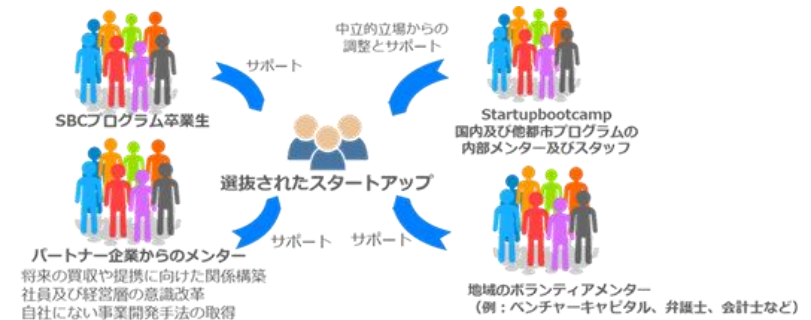 サポート
SBCプログラム卒業生
中立的立場からの
調整とサポート
Startupbootcamp
国内及び他都市プログラムの
内部メンター及びスタッフ
選抜されたスタートアップ
パートナー企業からのメンター
将来の買収や提携に向けた関係構築
社員及び経営層の意識改革
自社にない事業開発手法の取得
サポート
サポート
地域のボランティアメンター
(例：ベンチャーキャピタル、弁護士、会計士など)